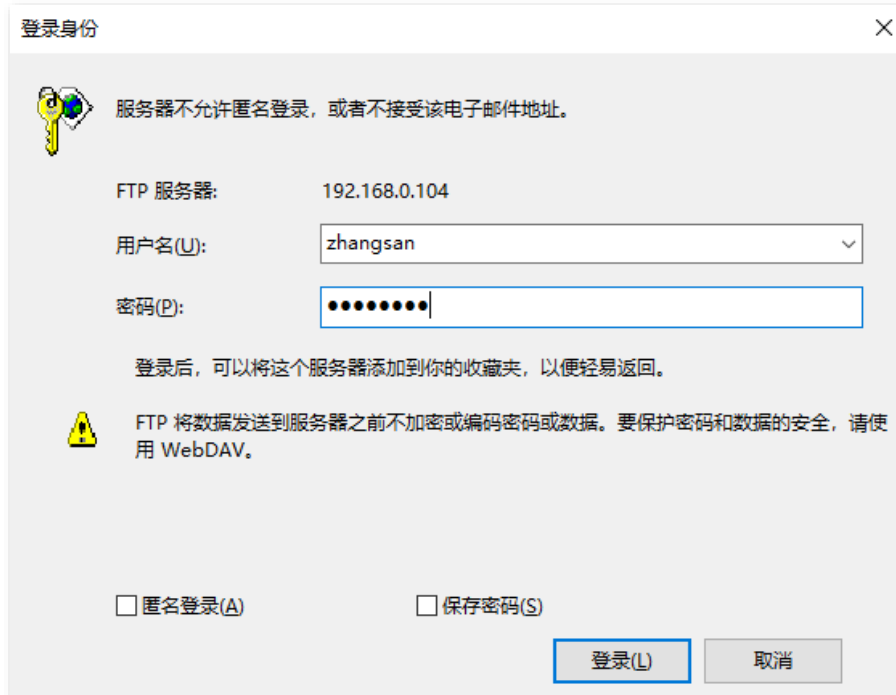 登录身份
服务器不允许匿名登录，或者不接受该电子邮件地址。
FTP 服务器: 192.168.0.104
用户名(U): zhangsan
密码(P): ●●●●●●●●
登录后，可以将这个服务器添加到你的收藏夹，以便轻易返回。
FTP 将数据发送到服务器之前不加密或编码密码或数据。要保护密码和数据的安全，请使
用 WebDAV。
匿名登录(A) 保存密码(S)
登录(L) 取消